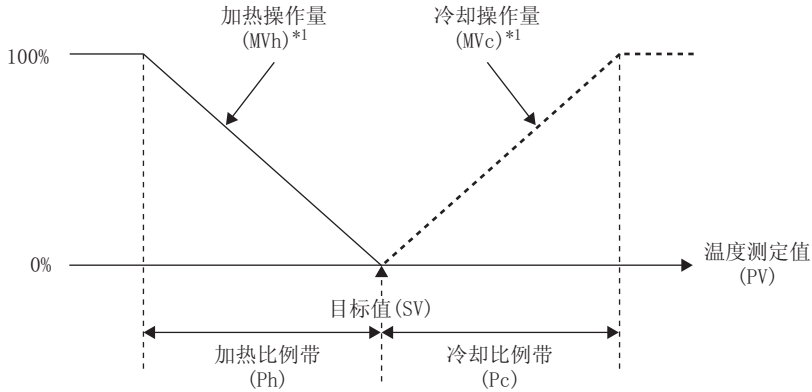 加热操作量
(MVh)*1
冷却操作量
(MVc)*1
100%
0%
温度测定值
(PV)
目标值(SV)
加热比例带
(Ph)
冷却比例带
(Pc)